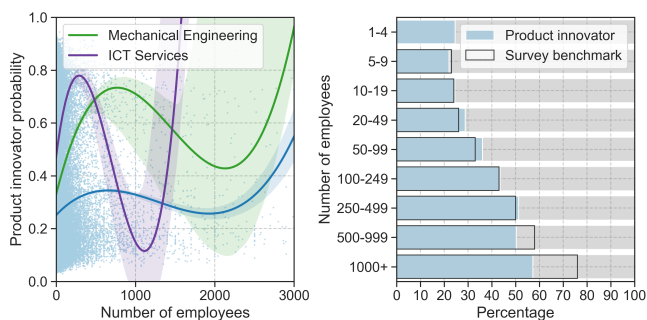 Product innovator probability
1.0
0.8
0.6
0.4
0.2
0.0
Mechanical Engineering
ICT Services
0
1000
2000
3000
Number of employees
Number of employees
1-4
5-9
10-19
20-49
50-99
100-249
250-499
500-999
1000+
Product innovator
Survey benchmark
0 10 20 30 40 50 60 70 80 90 100
Percentage